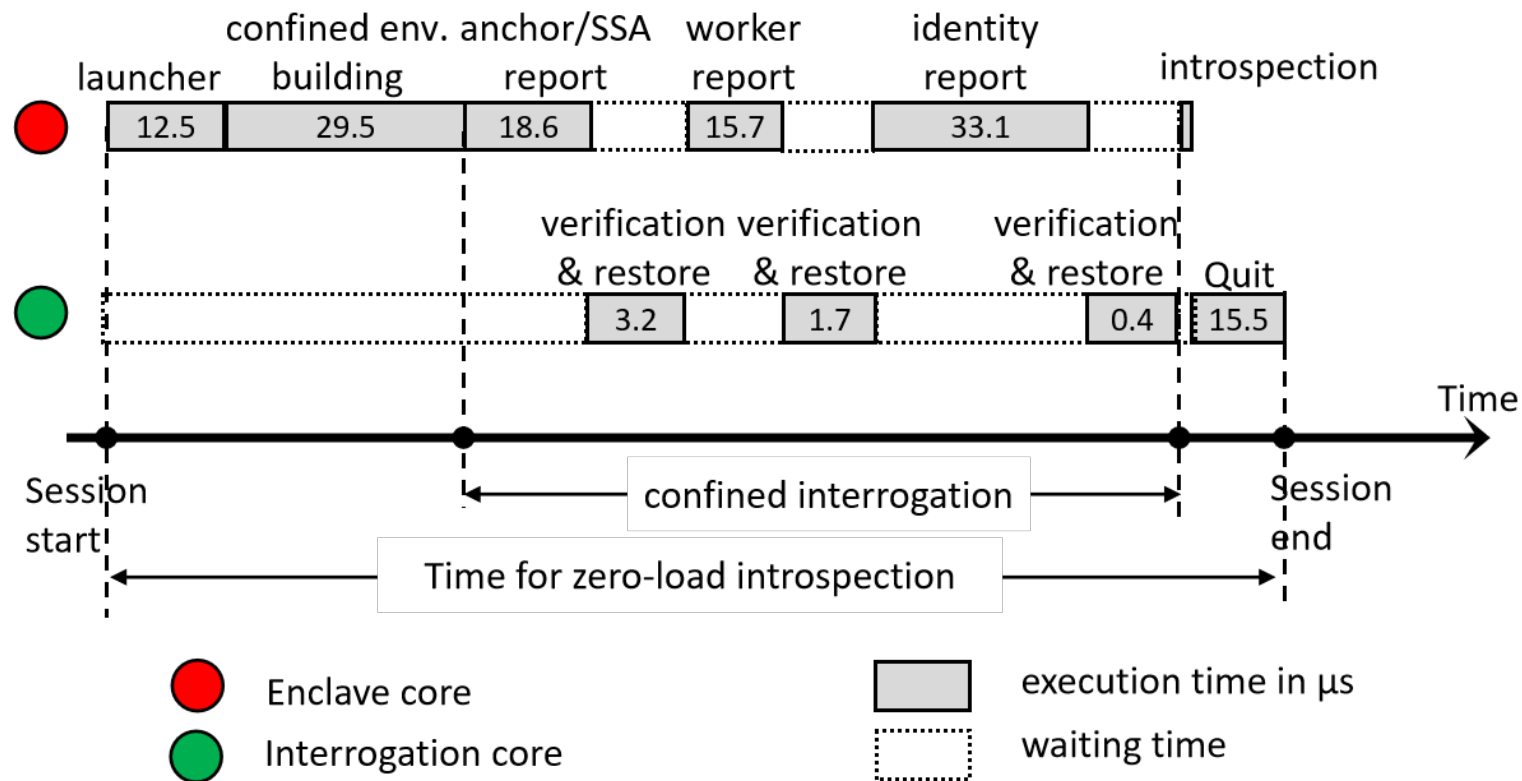 confined env. anchor/SSA worker identity
launcher building report report report introspection
12.5 29.5 18.6 15.7 33.1
verification verification verification
& restore & restore & restore Quit
3.2 1.7 0.4 15.5
Time
Session start
confined interrogation
Session end
Time for zero-load introspection
Enclave core
execution time in μs
Interrogation core
waiting time